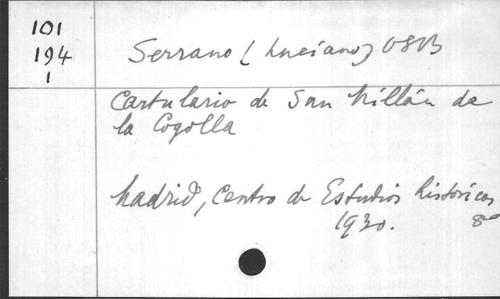 101
194
1
Serrano (Luciano) OSB
Cartulario de San Millán de
la Cogolla
Madrid, Centro de Estudios históricos
1930. 8º